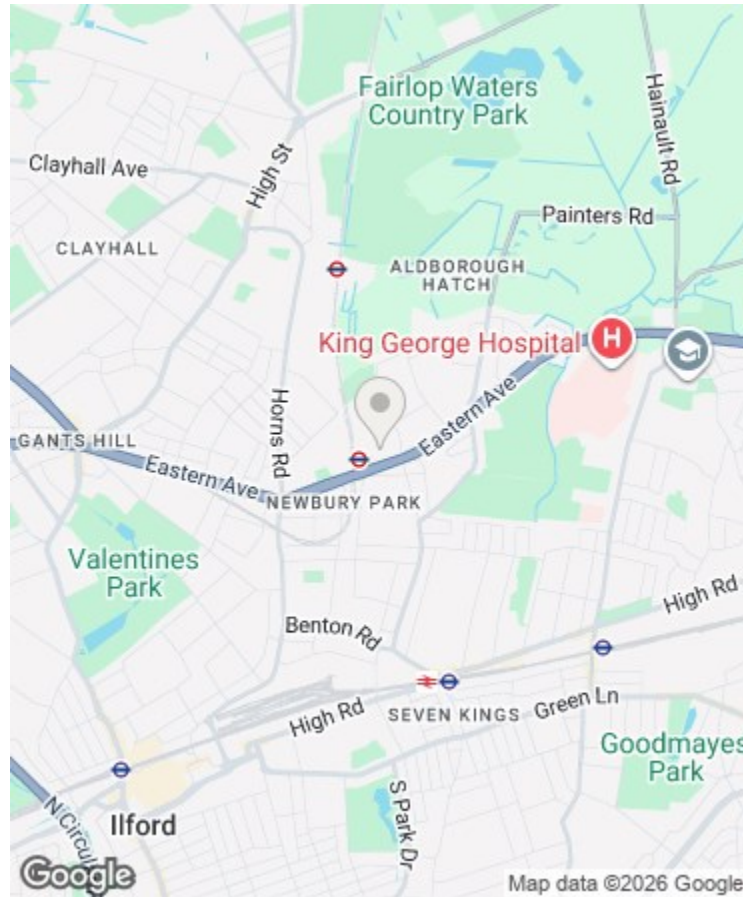 Fairlop Waters
Country Park
Hainault Rd
Clayhall Ave
High St
Painters Rd
CLAYHALL
ALDBOROUGH
HATCH
King George Hospital
H
Horns Rd
Eastern Ave
GANTS HILL
Eastern Ave
NEWBURY PARK
Valentines
Park
High Rd
Benton Rd
High Rd
SEVEN KINGS
Green Ln
Goodmayes
Park
S Park Dr
N Circula
Ilford
Google
Map data ©2026 Google